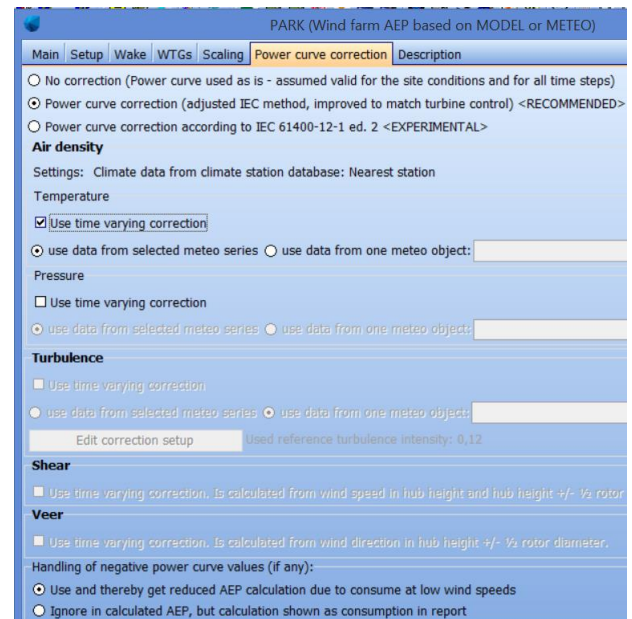 PARK (Wind farm AEP based on MODEL or METEO)
Main Setup Wake WTGs Scaling Power curve correction Description
No correction (Power curve used as is - assumed valid for the site conditions and for all time steps)
Power curve correction (adjusted IEC method, improved to match turbine control) <RECOMMENDED>
Power curve correction according to IEC 61400-12-1 ed. 2 <EXPERIMENTAL>
Air density
Settings: Climate data from climate station database: Nearest station
Temperature
Use time varying correction
use data from selected meteo series use data from one meteo object:
Pressure
Use time varying correction
use data from selected meteo series use data from one meteo object:
Turbulence
Use time varying correction
use data from selected meteo series use data from one meteo object:
Edit correction setup Used reference turbulence intensity: 0,12
Shear
Use time varying correction. Is calculated from wind speed in hub height and hub height +/- ½ rotor
Veer
Use time varying correction. Is calculated from wind direction in hub height +/- ½ rotor diameter.
Handling of negative power curve values (if any):
Use and thereby get reduced AEP calculation due to consume at low wind speeds
Ignore in calculated AEP, but calculation shown as consumption in report